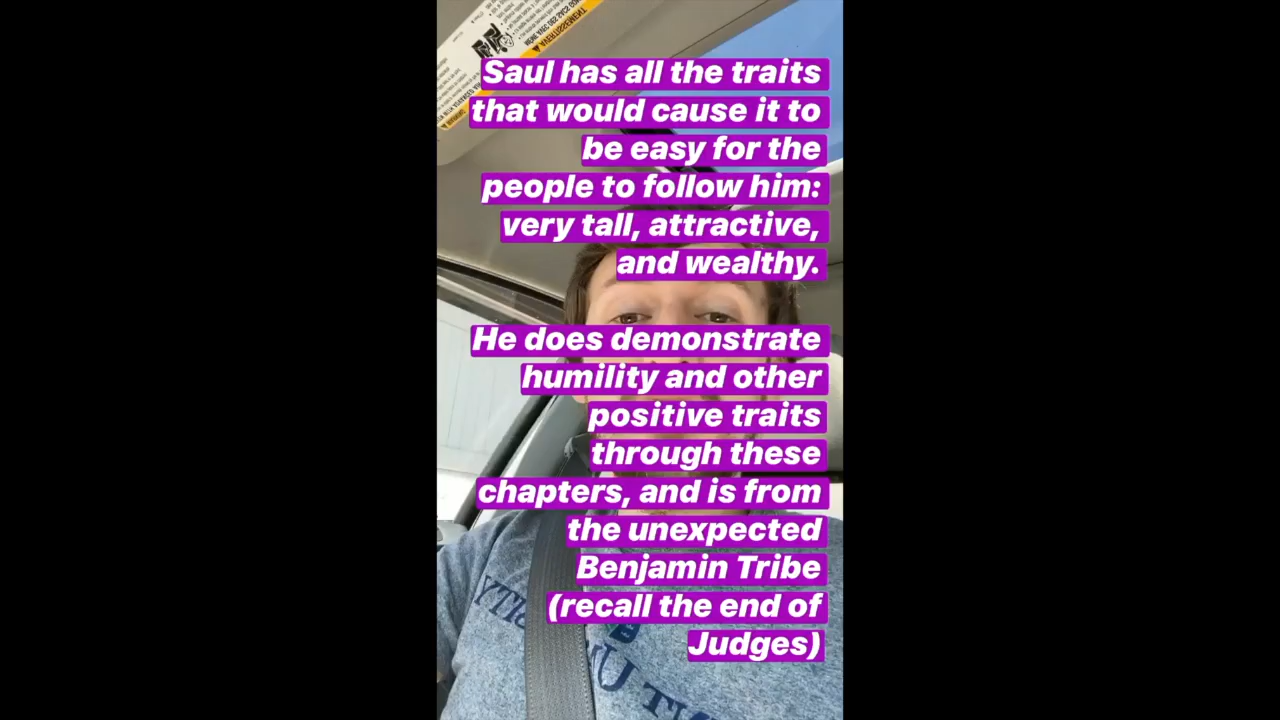 AVERTISSEMENT
Saul has all the traits
that would cause it to
be easy for the
people to follow him:
very tall, attractive,
and wealthy.
He does demonstrate
humility and other
positive traits
through these
chapters, and is from
the unexpected
Benjamin Tribe
(recall the end of
Judges)